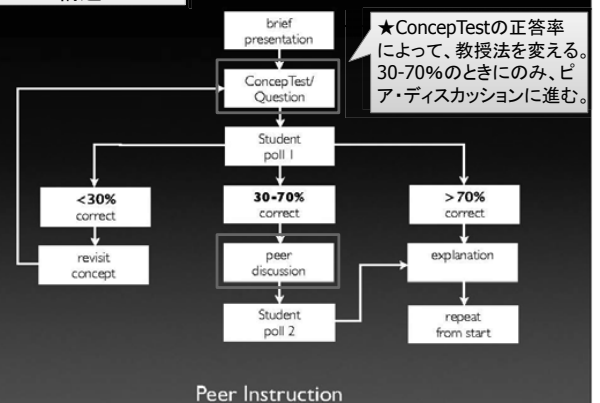 brief
presentation
★ConcepTestの正答率
によって、教授法を変える。
30-70%のときにのみ、ピ
ア・ディスカッションに進む。
ConcepTest/
Question
Student
poll 1
<30%
correct
30-70%
correct
>70%
correct
revisit
concept
peer
discussion
explanation
Student
poll 2
repeat
from start
Peer Instruction